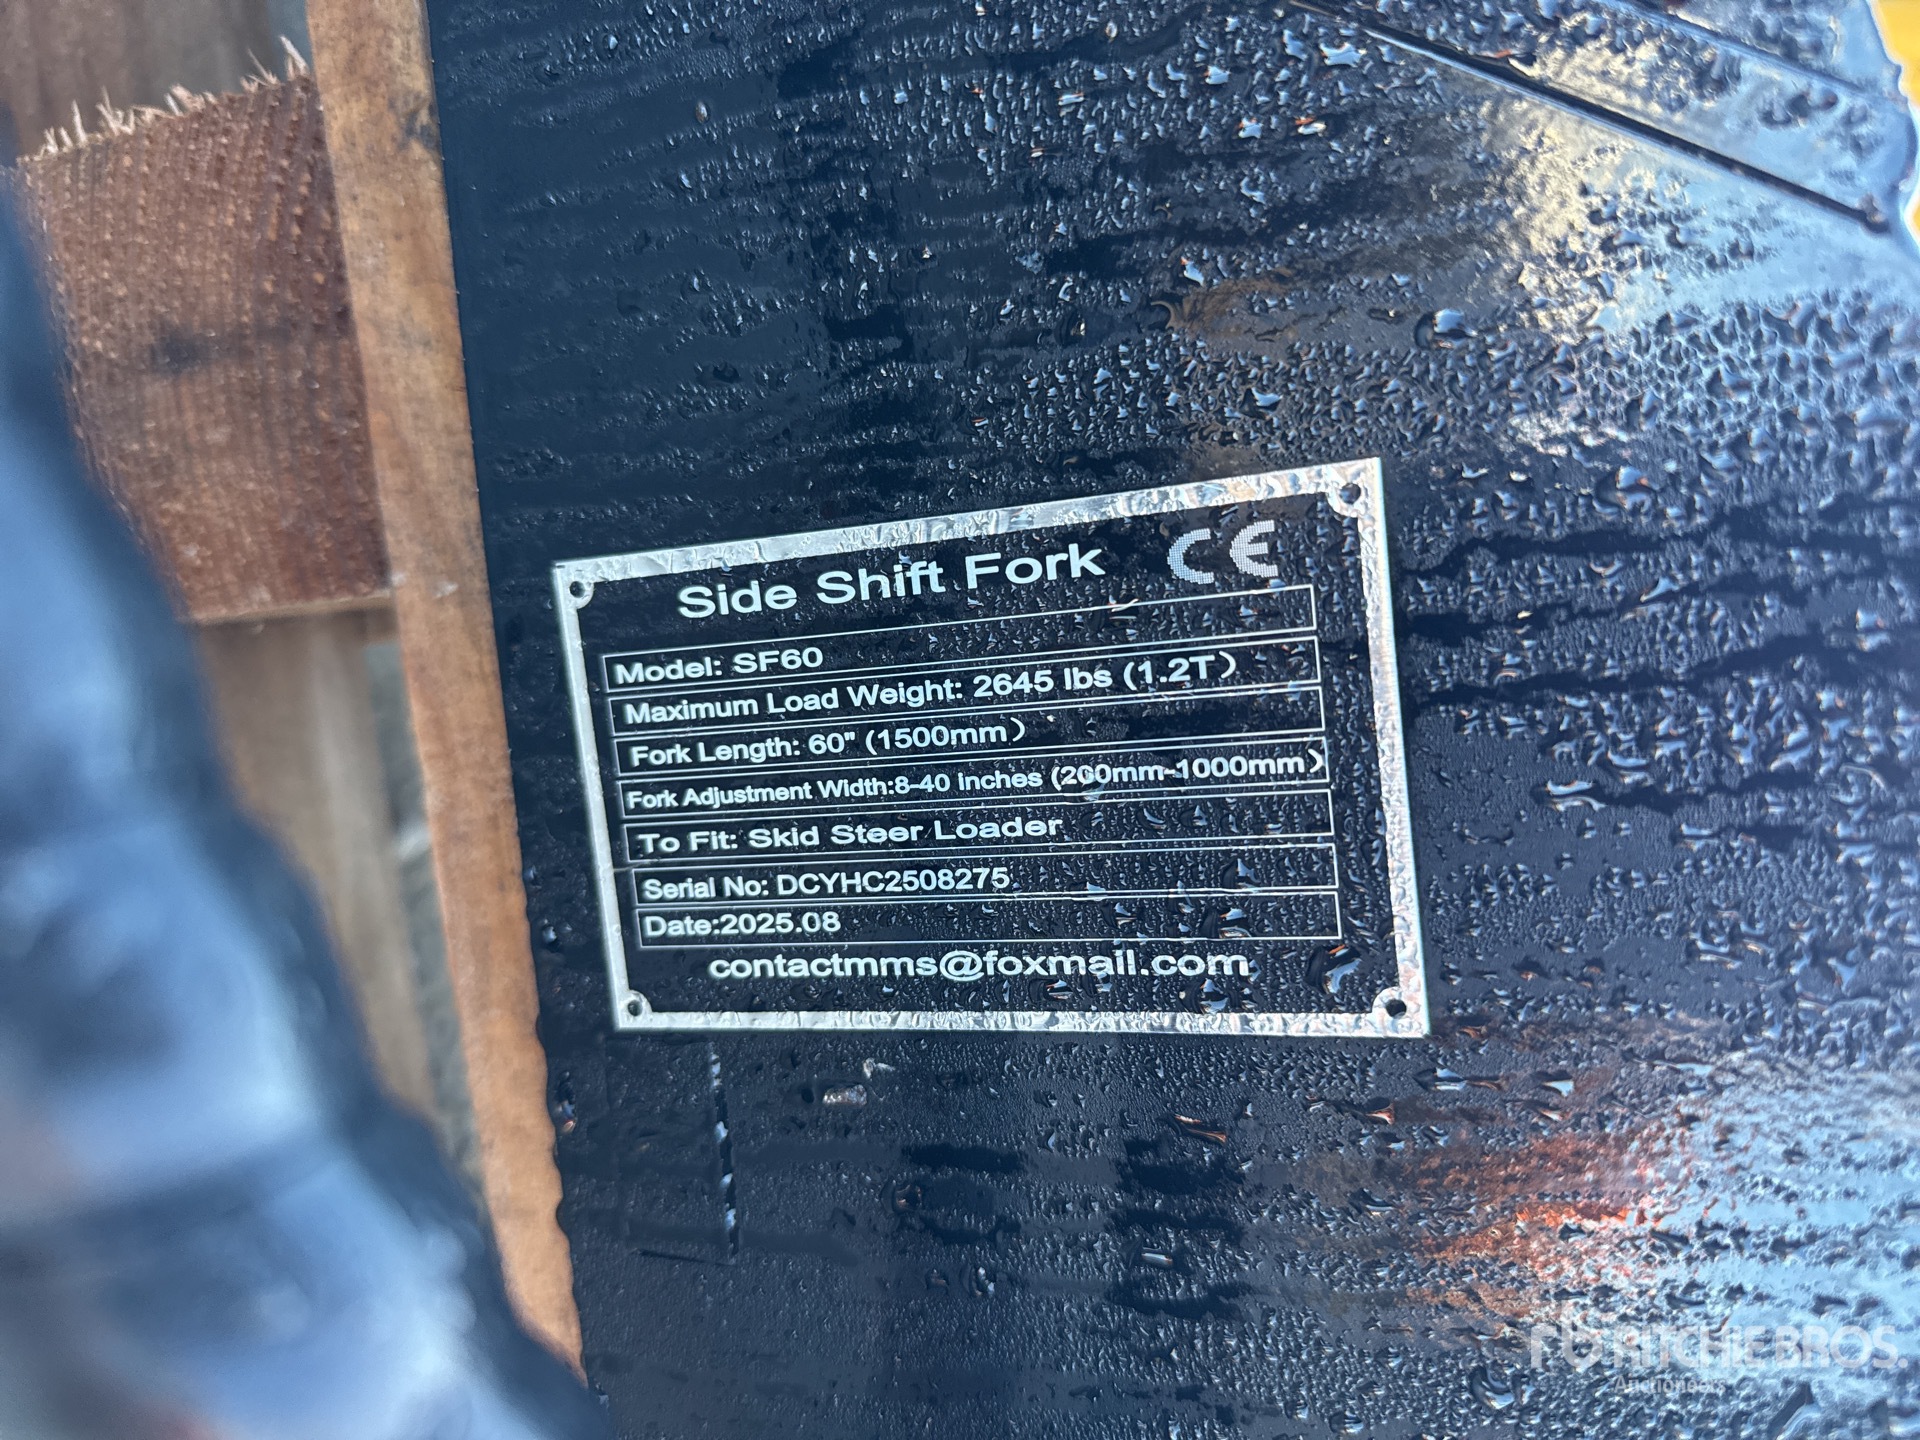 Side Shift Fork CE
Model: SF60
Maximum Load Weight: 2645 lbs (1.2T)
Fork Length: 60" (1500mm)
Fork Adjustment Width:8-40 inches (200mm-1000mm)
To Fit: Skid Steer Loader
Serial No: DCYHC2508275
Date:2025.08
contactmms@foxmail.com
rb RITCHIE BROS.
Auctioneers